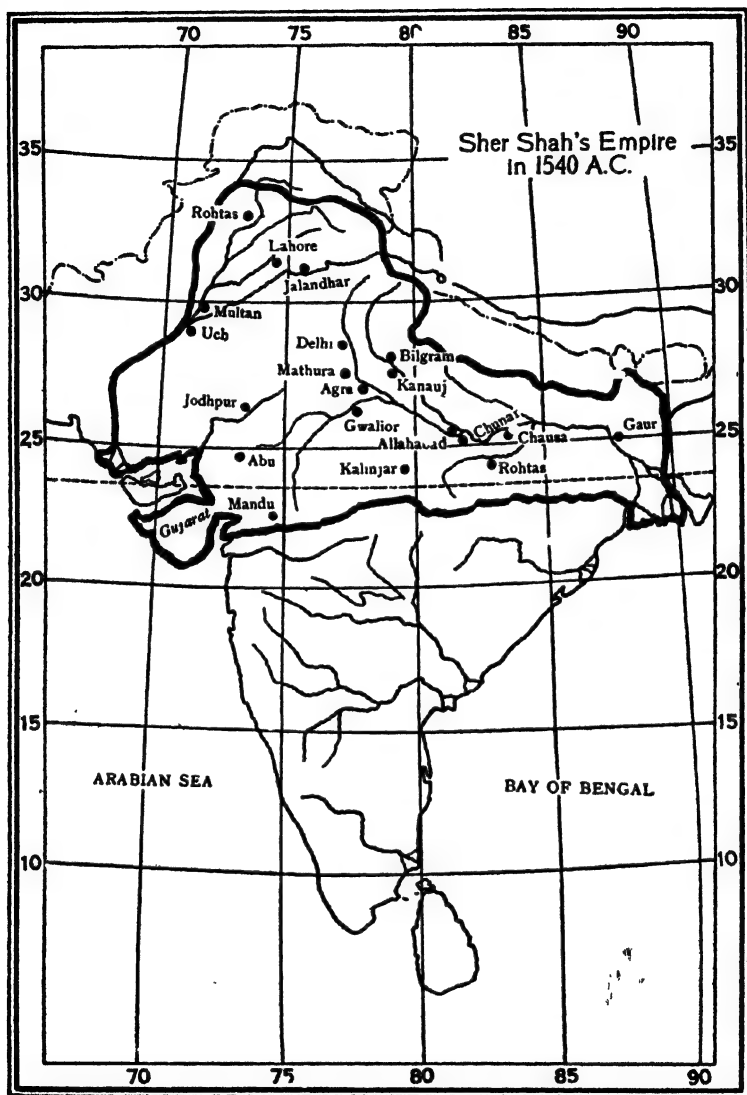 70 75 80 85 90
Sher Shah's Empire
in 1540 A.C.
35 35
Rohtas
Lahore
Jalandhar
30 30
Multan
Uch
Delhi
Bilgram
Mathura
Kanauj
Agra
Jodhpur
Gwalior
Chunar
Gaur
25 25
Allahabad
Chausa
Abu
Kalinjar
Rohtas
Mandu
Gujarat
20 20
15 15
ARABIAN SEA
BAY OF BENGAL
10 10
70 75 80 85 90